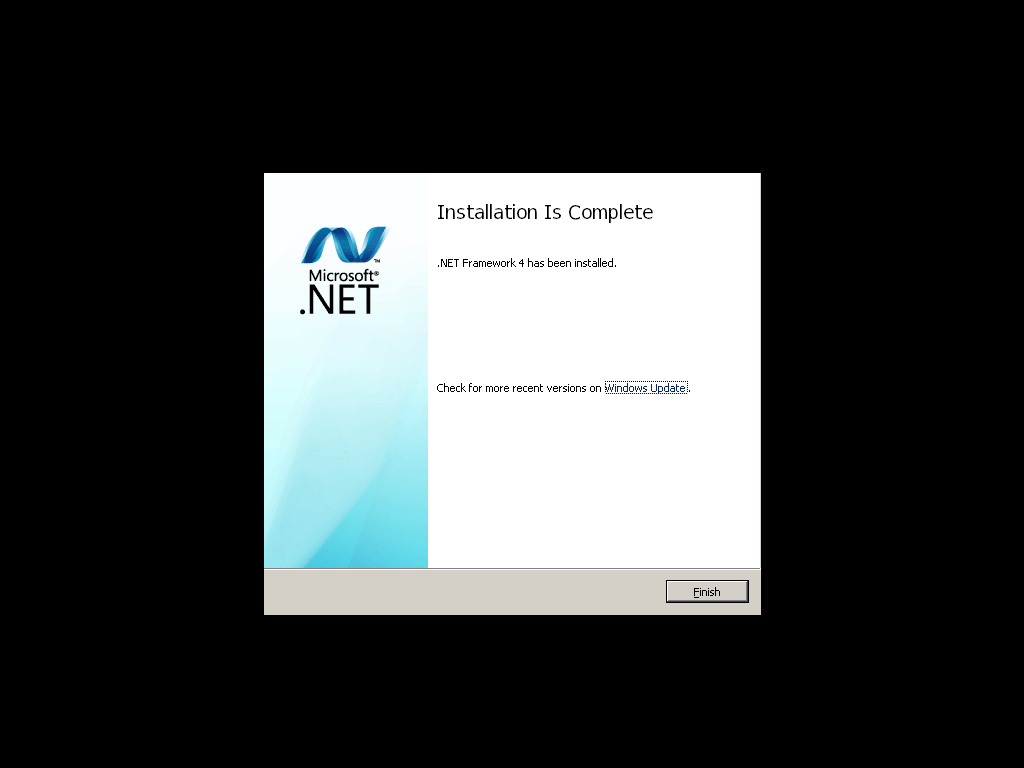 Installation Is Complete
™
Microsoft®
.NET
.NET Framework 4 has been installed.
Check for more recent versions on Windows Update.
Finish